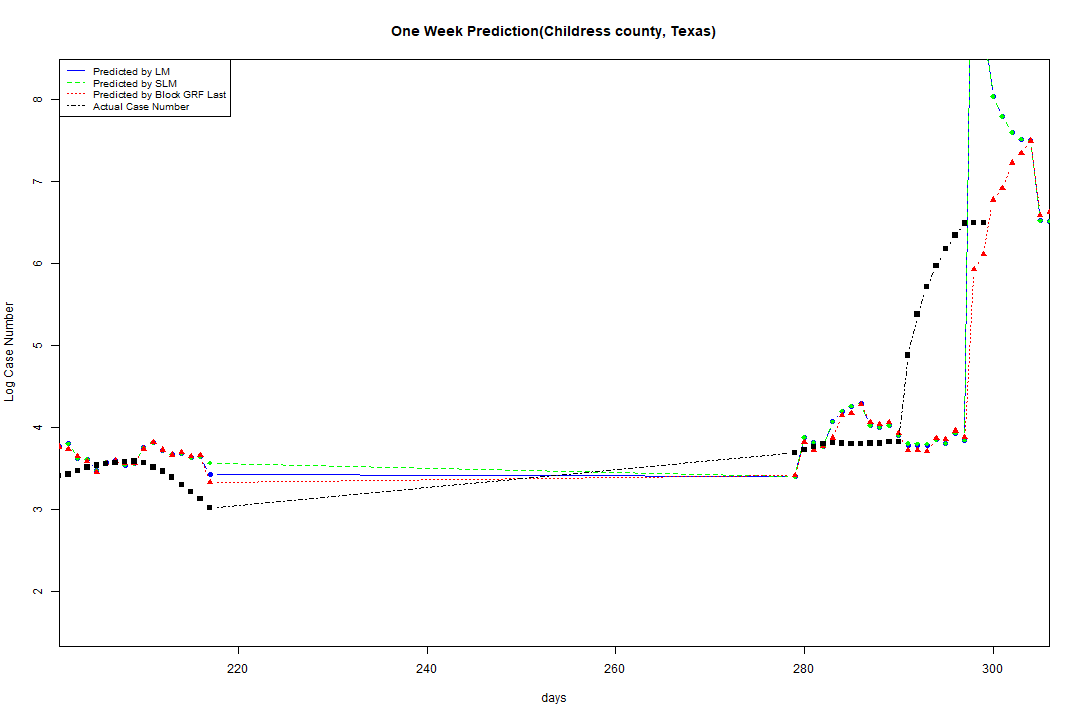 One Week Prediction(Childress county, Texas)
Predicted by LM
Predicted by SLM
Predicted by Block GRF Last
Actual Case Number
Log Case Number
8
7
6
5
4
3
2
220 240 260 280 300
days